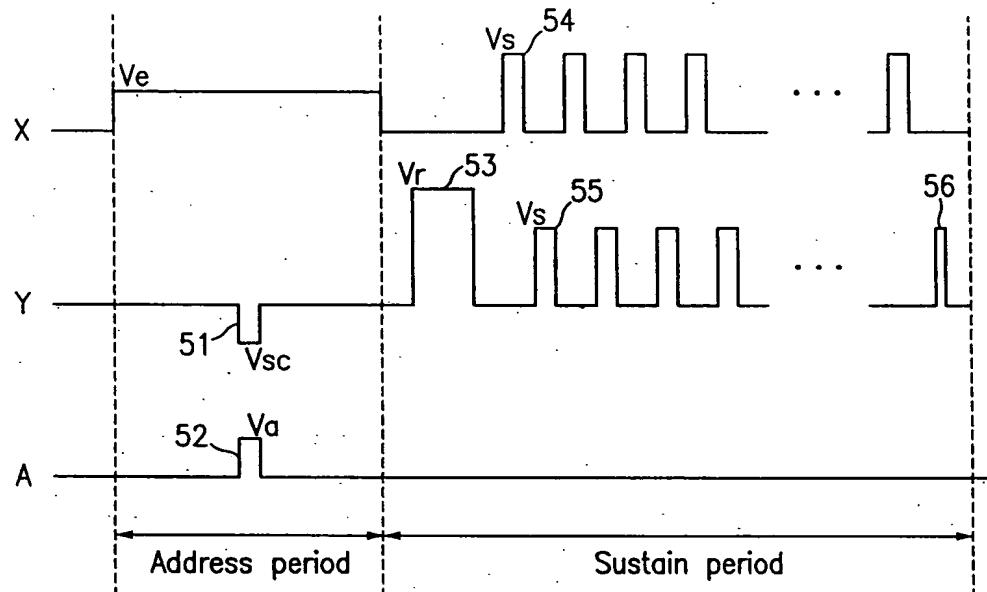 Vs 54
Ve
X
Vr 53
Vs 55
56
Y
51
Vsc
52
Va
A
Address period
Sustain period